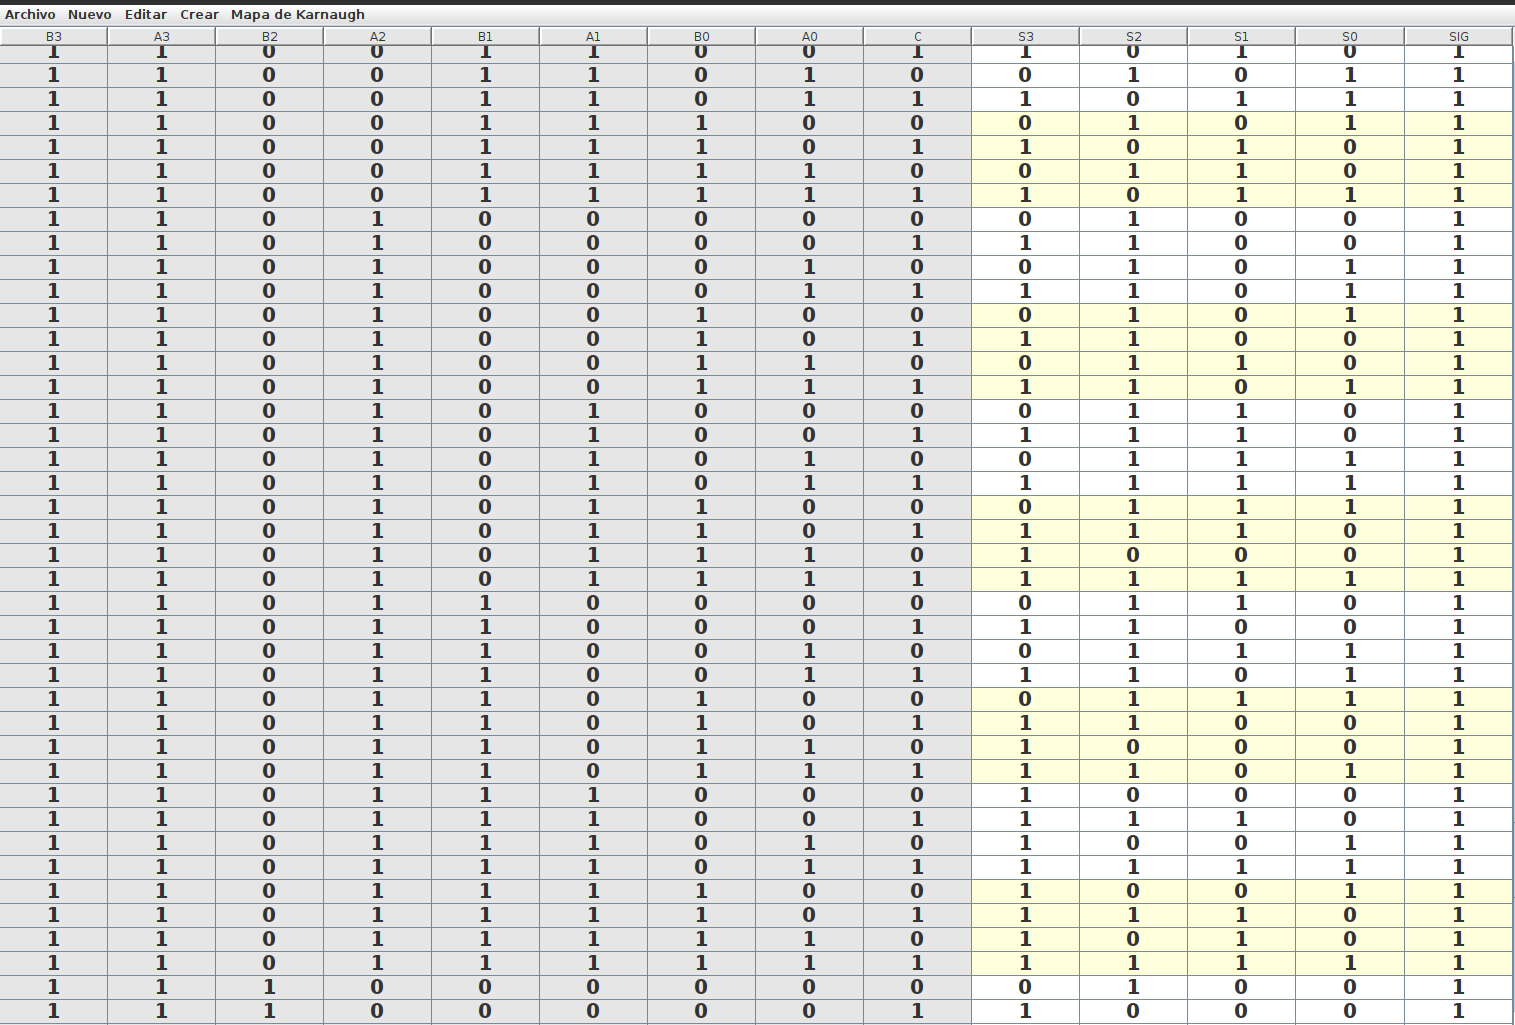 Archivo Nuevo Editar Crear Mapa de Karnaugh
B3 A3 B2 A2 B1 A1 B0 A0 C S3 S2 S1 S0 SIG
1 1 0 0 1 1 0 0 1 1 0 1 0 1
1 1 0 0 1 1 0 1 0 0 1 0 1 1
1 1 0 0 1 1 0 1 1 1 0 1 1 1
1 1 0 0 1 1 1 0 0 0 1 0 1 1
1 1 0 0 1 1 1 0 1 1 0 1 0 1
1 1 0 0 1 1 1 1 0 0 1 1 0 1
1 1 0 0 1 1 1 1 1 1 0 1 1 1
1 1 0 1 0 0 0 0 0 0 1 0 0 1
1 1 0 1 0 0 0 0 1 1 1 0 0 1
1 1 0 1 0 0 0 1 0 0 1 0 1 1
1 1 0 1 0 0 0 1 1 1 1 0 1 1
1 1 0 1 0 0 1 0 0 0 1 0 1 1
1 1 0 1 0 0 1 0 1 1 1 0 0 1
1 1 0 1 0 0 1 1 0 0 1 1 0 1
1 1 0 1 0 0 1 1 1 1 1 0 1 1
1 1 0 1 0 1 0 0 0 0 1 1 0 1
1 1 0 1 0 1 0 0 1 1 1 1 0 1
1 1 0 1 0 1 0 1 0 0 1 1 1 1
1 1 0 1 0 1 0 1 1 1 1 1 1 1
1 1 0 1 0 1 1 0 0 0 1 1 1 1
1 1 0 1 0 1 1 0 1 1 1 1 0 1
1 1 0 1 0 1 1 1 0 1 0 0 0 1
1 1 0 1 0 1 1 1 1 1 1 1 1 1
1 1 0 1 1 0 0 0 0 0 1 1 0 1
1 1 0 1 1 0 0 0 1 1 1 0 0 1
1 1 0 1 1 0 0 1 0 0 1 1 1 1
1 1 0 1 1 0 0 1 1 1 1 0 1 1
1 1 0 1 1 0 1 0 0 0 1 1 1 1
1 1 0 1 1 0 1 0 1 1 1 0 0 1
1 1 0 1 1 0 1 1 0 1 0 0 0 1
1 1 0 1 1 0 1 1 1 1 1 0 1 1
1 1 0 1 1 1 0 0 0 1 0 0 0 1
1 1 0 1 1 1 0 0 1 1 1 1 0 1
1 1 0 1 1 1 0 1 0 1 0 0 1 1
1 1 0 1 1 1 0 1 1 1 1 1 1 1
1 1 0 1 1 1 1 0 0 1 0 0 1 1
1 1 0 1 1 1 1 0 1 1 1 1 0 1
1 1 0 1 1 1 1 1 0 1 0 1 0 1
1 1 0 1 1 1 1 1 1 1 1 1 1 1
1 1 1 0 0 0 0 0 0 0 1 0 0 1
1 1 1 0 0 0 0 0 1 1 0 0 0 1